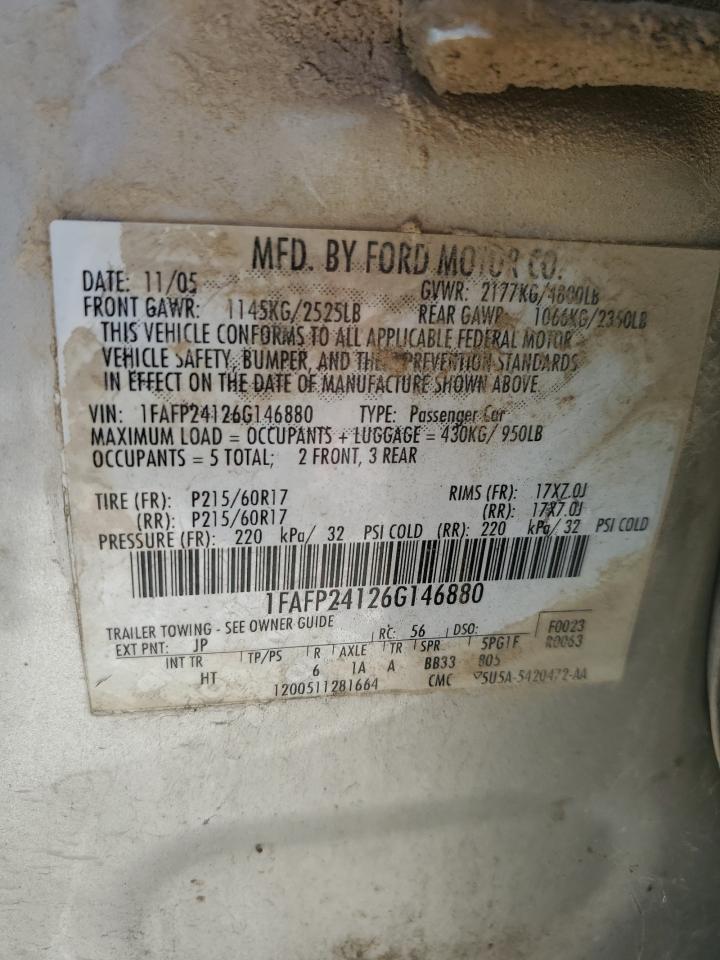 MFD. BY FORD MOTOR CO.
DATE: 11/05 GVWR: 2177KG/4800LB
FRONT GAWR: 1145KG/2525LB REAR GAWR 1066KG/2350LB
THIS VEHICLE CONFORMS TO ALL APPLICABLE FEDERAL MOTOR
VEHICLE SAFETY, BUMPER, AND THEFT PREVENTION STANDARDS
IN EFFECT ON THE DATE OF MANUFACTURE SHOWN ABOVE.
VIN: 1FAFP24126G146880 TYPE: Passenger Car
MAXIMUM LOAD = OCCUPANTS + LUGGAGE = 430KG/ 950LB
OCCUPANTS = 5 TOTAL; 2 FRONT, 3 REAR
TIRE (FR): P215/60R17 RIMS (FR): 17X7.0J
(RR): P215/60R17 (RR): 17X7.0J
PRESSURE (FR): 220 kPa/ 32 PSI COLD (RR): 220 kPa/ 32 PSI COLD
1FAFP24126G146880
TRAILER TOWING - SEE OWNER GUIDE
EXT PNT: JP RC: 56 DSO: F0023
INT TR TP/PS R AXLE TR SPR 5PG1F R0063
HT 6 1A A BB33 805
1200511281664 CMC 5U5A-5420472-AA